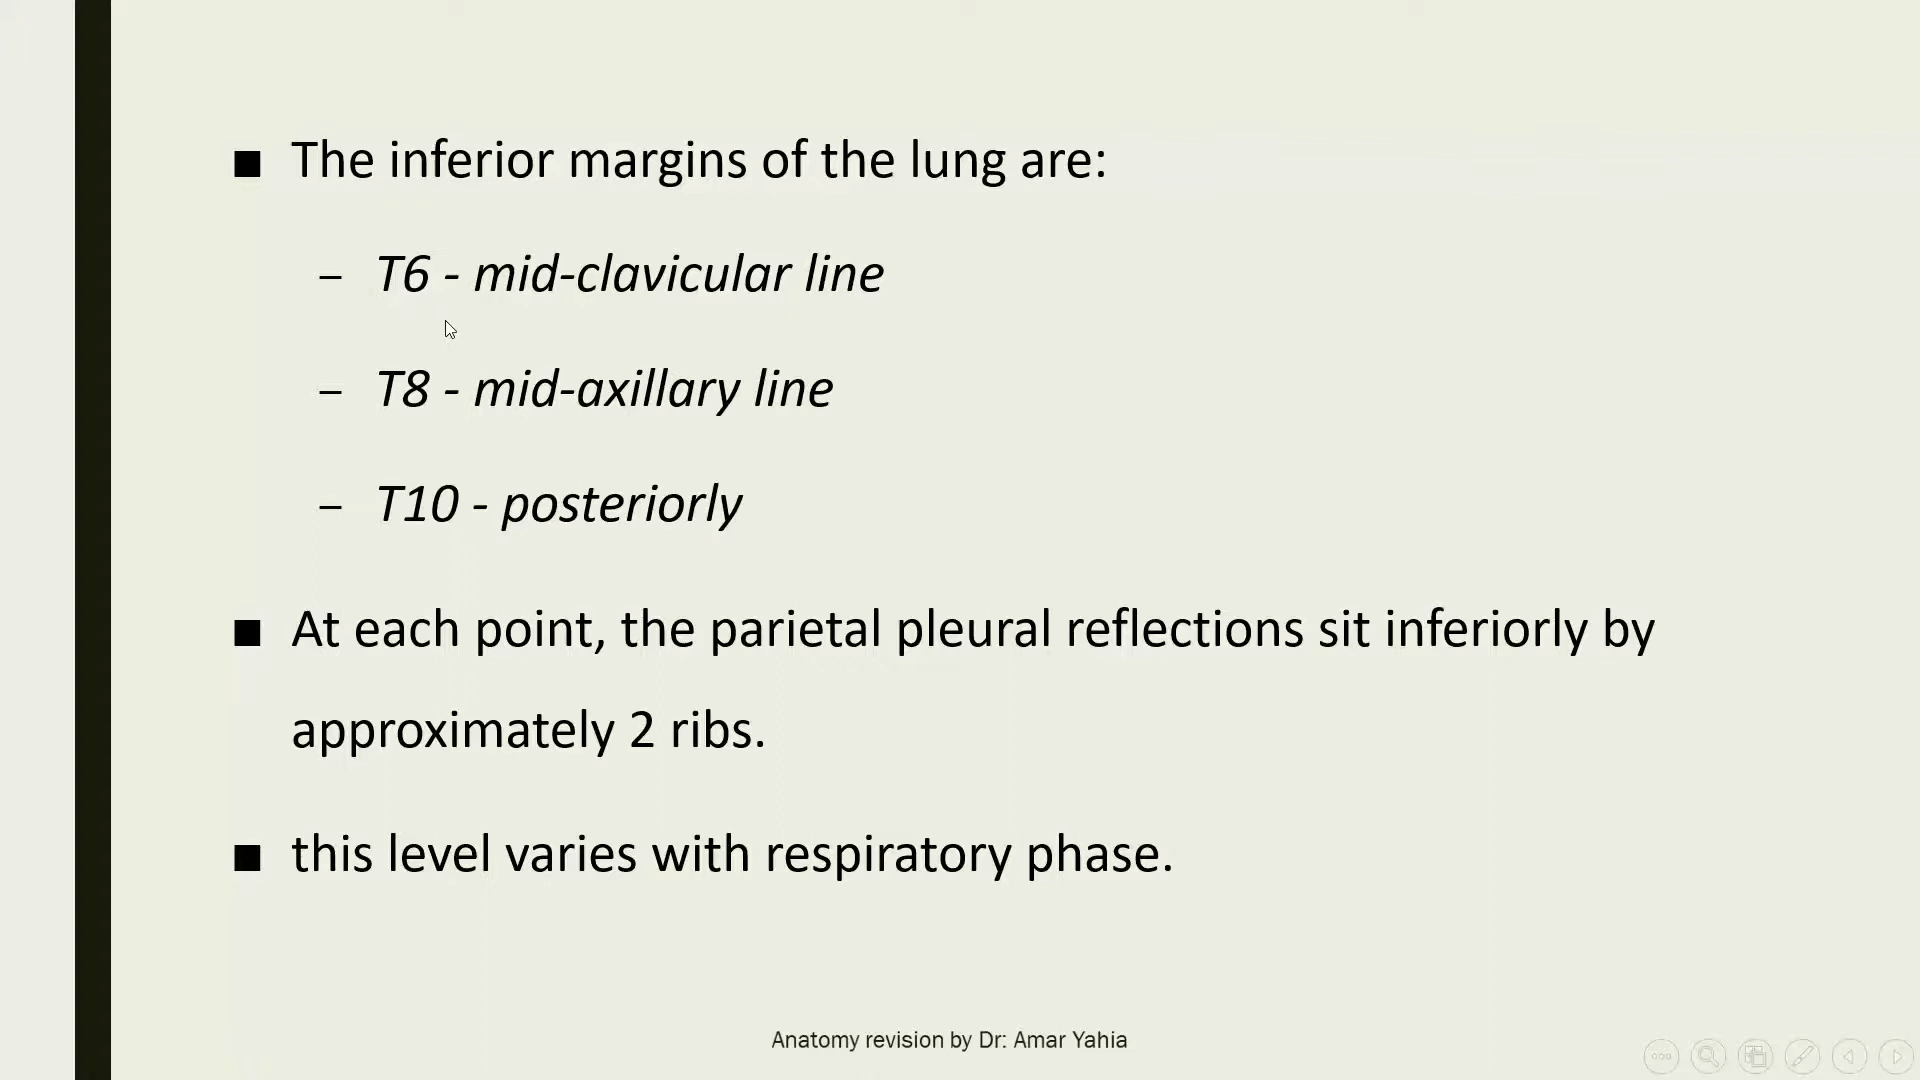 ■ The inferior margins of the lung are:
– T6 - mid-clavicular line
– T8 - mid-axillary line
– T10 - posteriorly
■ At each point, the parietal pleural reflections sit inferiorly by
approximately 2 ribs.
■ this level varies with respiratory phase.
Anatomy revision by Dr: Amar Yahia